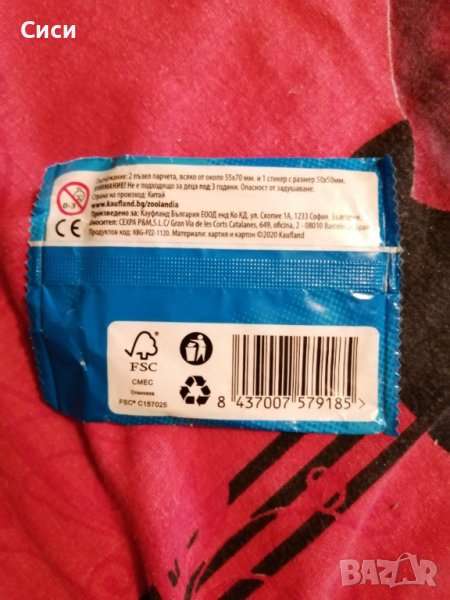 Сиси
Съдържание: 2 пъзел парчета, всяко от около 55x70 мм. и 1 стикер с размер 50x50мм.
ВНИМАНИЕ! Не е подходящо за деца под 3 години. Опасност от задушаване.
Страна на произход: Китай
www.kaufland.bg/zoolandia
Произведено за: Кауфланд България ЕООД енд Ко КД, ул. Скопие 1А, 1233 София, България.
Вносител: CEXPA P&M,S.L.C/ Gran Via de les Corts Catalanes, 649, oficina, 2 - 08010 Barcelona, Spain
Продуктов код: KBG-PZ2-1120. Материали: хартия и картон ©2020 Kaufland
0-3
CE
FSC
СМЕС
Опаковка
FSC® C157025
8 437007 579185 >
BAZAR